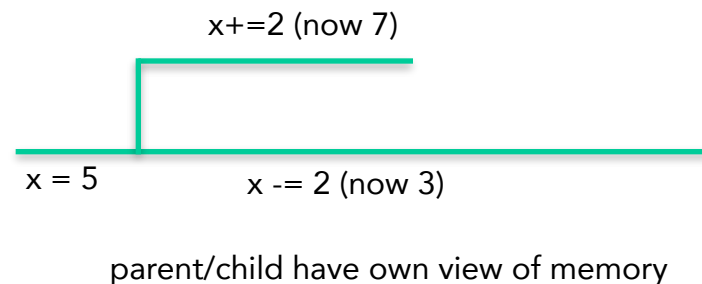 x+=2 (now 7)
x = 5
x -= 2 (now 3)
parent/child have own view of memory